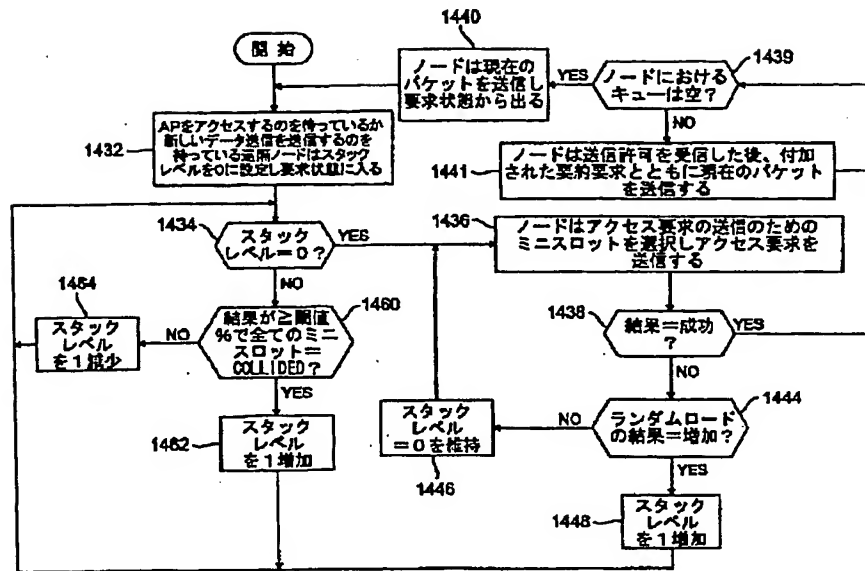 1440
開始
ノードは現在の
パケットを送信し
要求状態から出る
YES
1439
ノードにおける
キューは空?
NO
1432
APをアクセスするのを待っているか
新しいデータ送信を送信するのを
待っている遠隔ノードはスタック
レベルを0に設定し要求状態に入る
1441
ノードは送信許可を受信した後、付加
された要約要求とともに現在のパケット
を送信する
1434
スタック
レベル=0?
YES
NO
1436
ノードはアクセス要求の送信のための
ミニスロットを選択しアクセス要求を
送信する
1464
スタック
レベル
を1減少
NO
1460
結果が≧閾値
%で全てのミニ
スロット=
COLLIDED?
YES
1438
結果=成功
?
YES
NO
1462
スタック
レベル
を1増加
スタック
レベル
=0を維持
1446
NO
1444
ランダムロード
の結果=増加?
YES
1448
スタック
レベル
を1増加